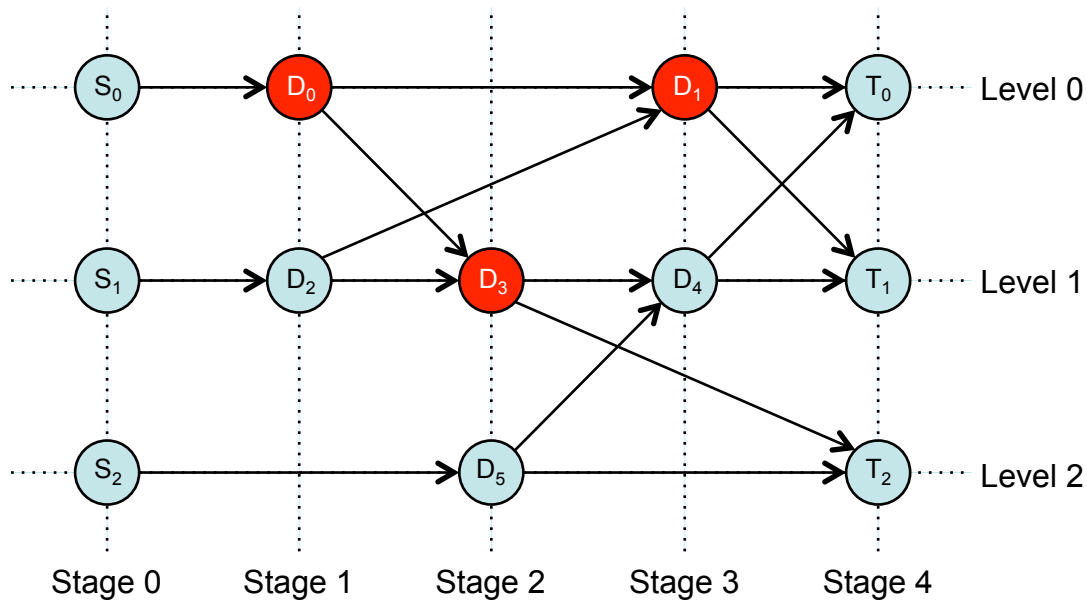 S0 D0 D1 T0 Level 0
S1 D2 D3 D4 T1 Level 1
S2 D5 T2 Level 2
Stage 0 Stage 1 Stage 2 Stage 3 Stage 4